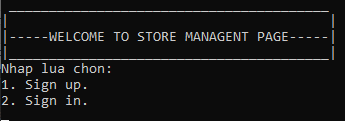 |-----WELCOME TO STORE MANAGENT PAGE-----|
Nhap lua chon:
1. Sign up.
2. Sign in.